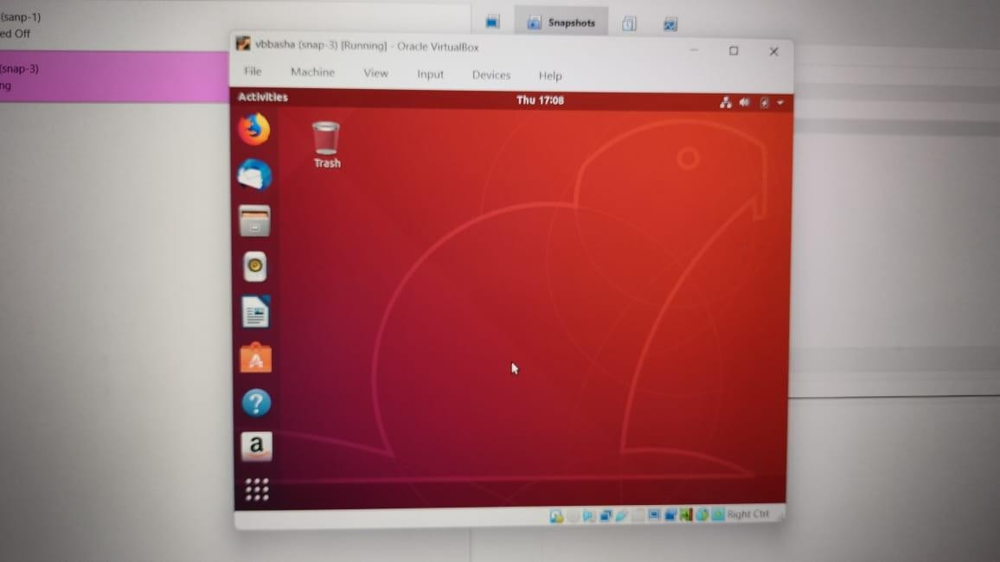 (sanp-1)
ed Off
Snapshots
(snap-3)
ng
vbbasha (snap-3) [Running] - Oracle VirtualBox
File Machine View Input Devices Help
Activities Thu 17:08
Trash
A
?
a
Right Ctrl